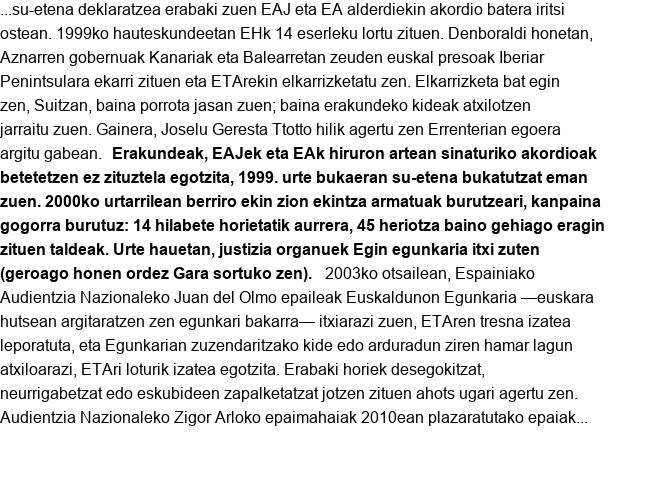 ...su-etena deklaratzea erabaki zuen EAJ eta EA alderdiekin akordio batera iritsi
ostean. 1999ko hauteskundeetan EHk 14 eserleku lortu zituen. Denboraldi honetan,
Aznarren gobernuak Kanariak eta Balearretan zeuden euskal presoak Iberiar
Penintsulara ekarri zituen eta ETArekin elkarrizketatu zen. Elkarrizketa bat egin
zen, Suitzan, baina porrota jasan zuen; baina erakundeko kideak atxilotzen
jarraitu zuen. Gainera, Joselu Geresta Ttotto hilik agertu zen Errenterian egoera
argitu gabean. Erakundeak, EAJek eta EAk hiruron artean sinaturiko akordioak
betetetzen ez zituztela egotzita, 1999. urte bukaeran su-etena bukatutzat eman
zuen. 2000ko urtarrilean berriro ekin zion ekintza armatuak burutzeari, kanpaina
gogorra burutuz: 14 hilabete horietatik aurrera, 45 heriotza baino gehiago eragin
zituen taldeak. Urte hauetan, justizia organuek Egin egunkaria itxi zuten
(geroago honen ordez Gara sortuko zen). 2003ko otsailean, Espainiako
Audientzia Nazionaleko Juan del Olmo epaileak Euskaldunon Egunkaria —euskara
hutsean argitaratzen zen egunkari bakarra— itxiarazi zuen, ETAren tresna izatea
leporatuta, eta Egunkarian zuzendaritzako kide edo arduradun ziren hamar lagun
atxiloarazi, ETAri loturik izatea egotzita. Erabaki horiek desegokitzat,
neurrigabetzat edo eskubideen zapalketatzat jotzen zituen ahots ugari agertu zen.
Audientzia Nazionaleko Zigor Arloko epaimahaiak 2010ean plazaratutako epaiak...